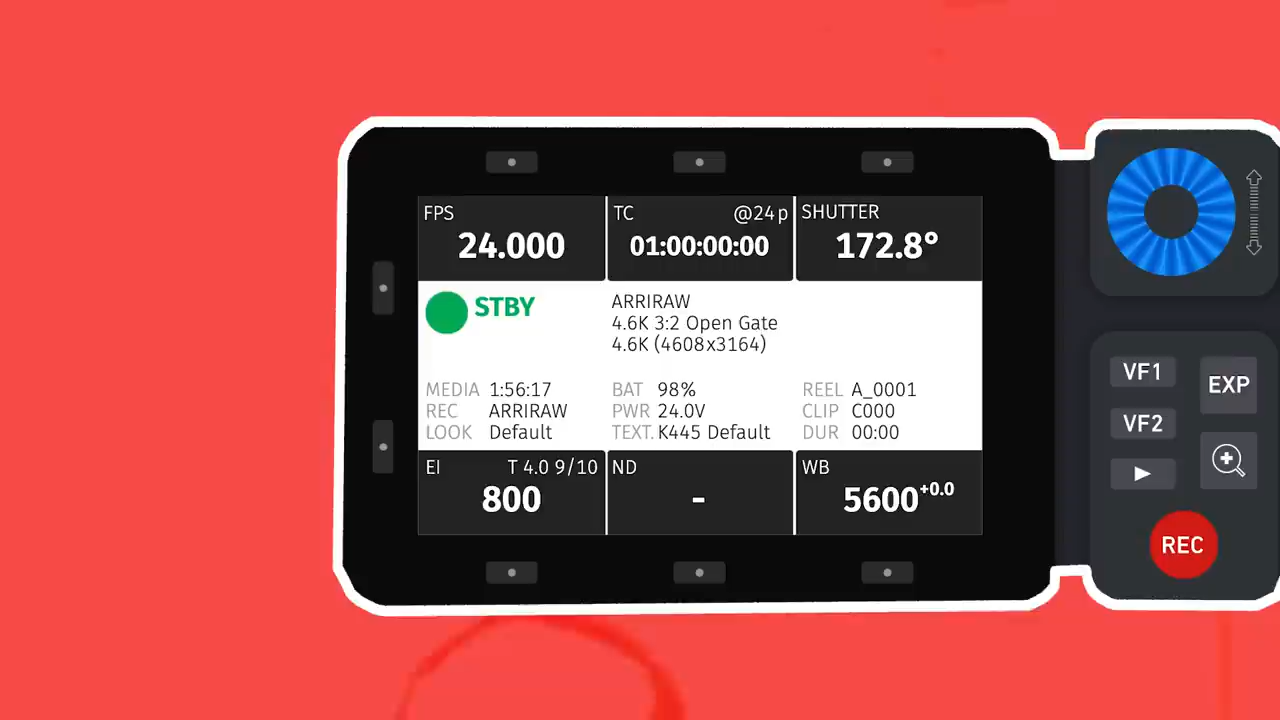 FPS
24.000
TC @24p
01:00:00:00
SHUTTER
172.8°
STBY
ARRIRAW
4.6K 3:2 Open Gate
4.6K (4608x3164)
MEDIA 1:56:17
REC ARRIRAW
LOOK Default
BAT 98%
PWR 24.0V
TEXT. K445 Default
REEL A_0001
CLIP C000
DUR 00:00
EI T 4.0 9/10
800
ND
-
WB
5600+0.0
VF1
EXP
VF2
REC